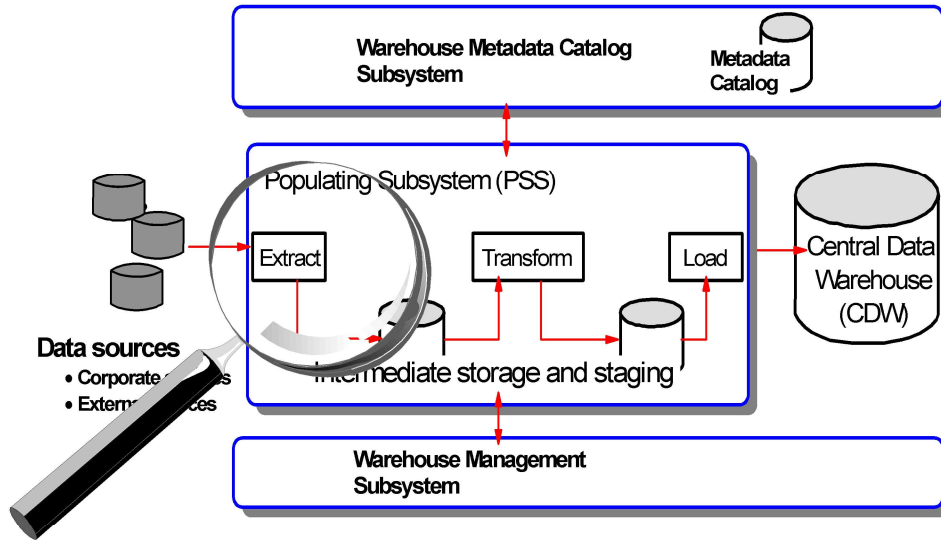 Warehouse Metadata Catalog
Subsystem
Metadata
Catalog
Populating Subsystem (PSS)
Extract
Transform
Load
Central Data
Warehouse
(CDW)
Intermediate storage and staging
Data sources
• Corporate
• External
Warehouse Management
Subsystem